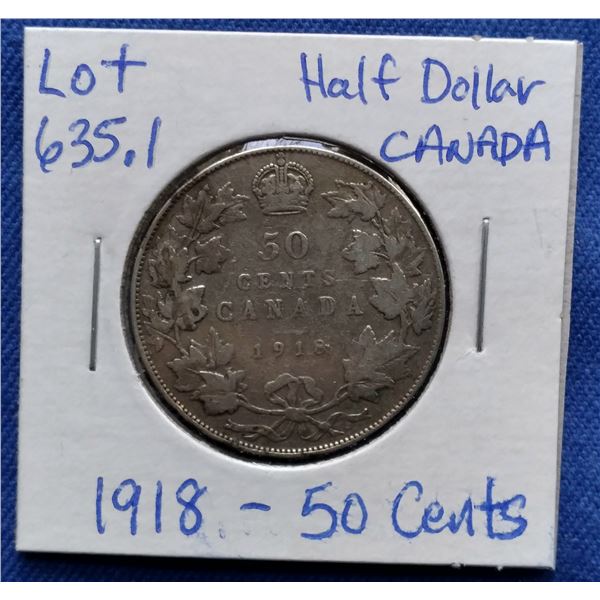 Lot
635.1
Half Dollar
CANADA
50
CENTS
CANADA
1918
1918 - 50 Cents